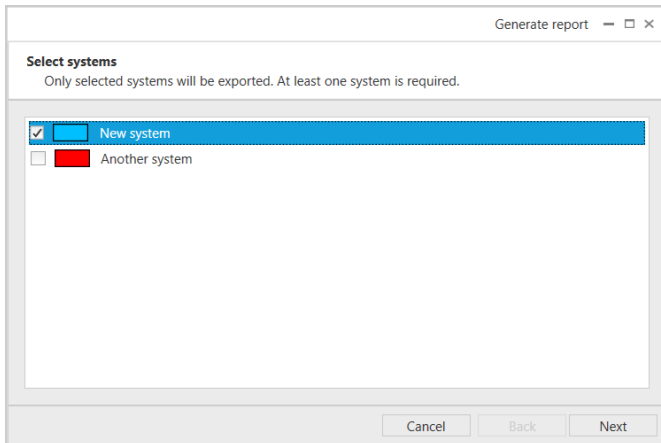 Generate report
Select systems
Only selected systems will be exported. At least one system is required.
New system
Another system
Cancel Back Next